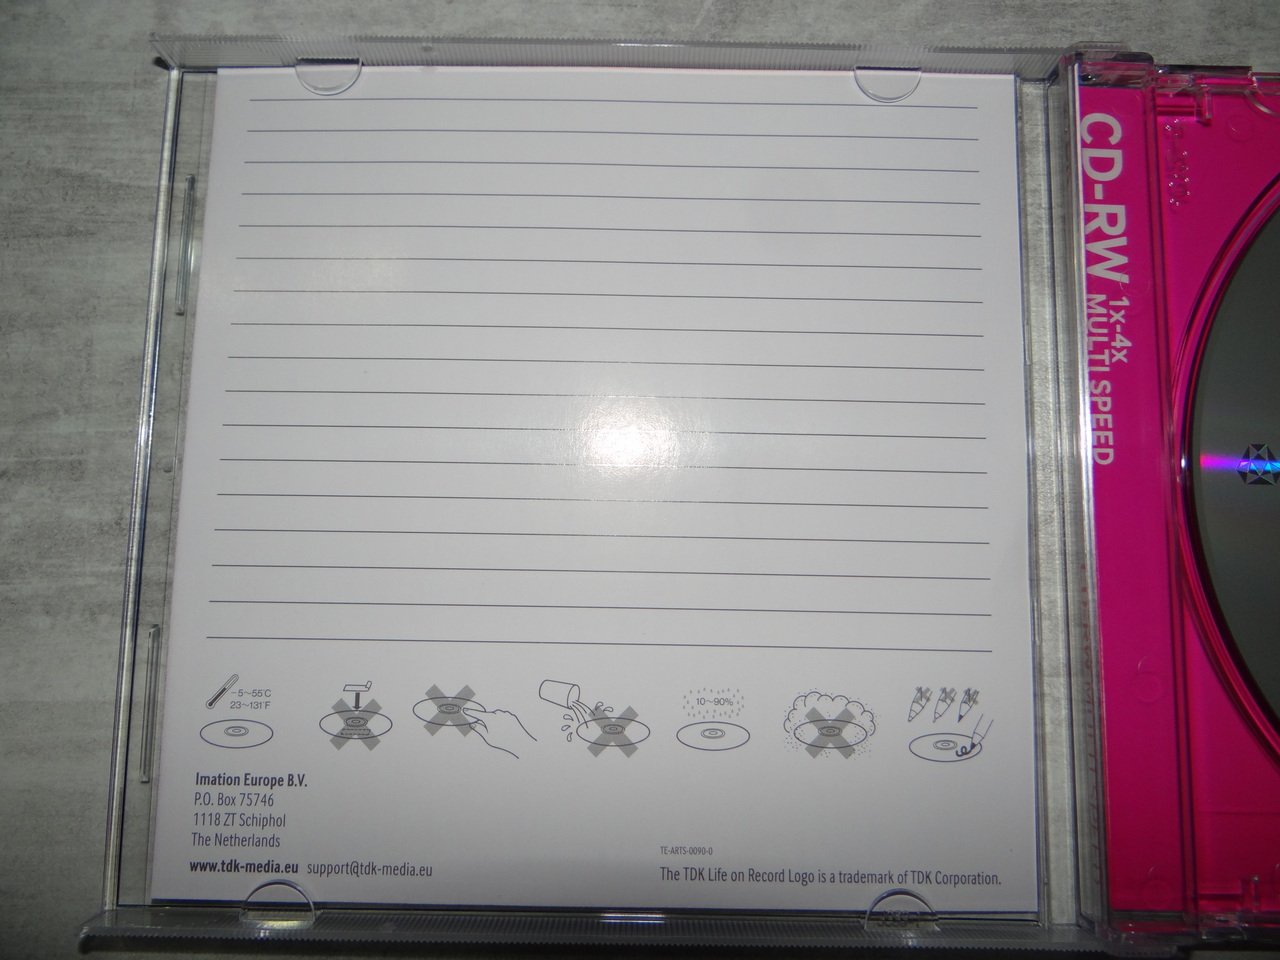 CD-RW 1x-4x
MULTI SPEED
-5~55°C
23~131°F
10~90%
Imation Europe B.V.
P.O. Box 75746
1118 ZT Schiphol
The Netherlands
www.tdk-media.eu support@tdk-media.eu
TE-ARTS-0090-0
The TDK Life on Record Logo is a trademark of TDK Corporation.